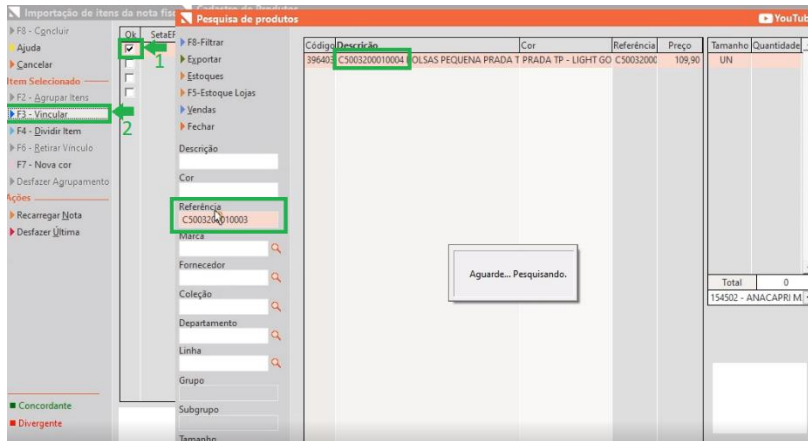 Importação de itens da nota fisc
Cadastro de Produtos
Pesquisa de produtos
YouTub
F8 - Concluir
Ajuda
Cancelar
Item Selecionado
F2 - Agrupar Itens
F3 - Vincular
F4 - Dividir Item
F6 - Retirar Vínculo
F7 - Nova cor
Desfazer Agrupamento
Ações
Recarregar Nota
Desfazer Última
Concordante
Divergente
Ok SetaER
1
2
F8-Filtrar
Exportar
Estoques
F5-Estoque Lojas
Vendas
Fechar
Descrição
Cor
Referência
C5003200010003
Marca
Fornecedor
Coleção
Departamento
Linha
Grupo
Subgrupo
Tamanho
Código Descrição Cor Referência Preço
396403 C5003200010004 BOLSAS PEQUENA PRADA T PRADA TP - LIGHT GO C50032000 109,90
Aguarde... Pesquisando.
Tamanho Quantidade
UN
Total 0
154502 - ANACAPRI M